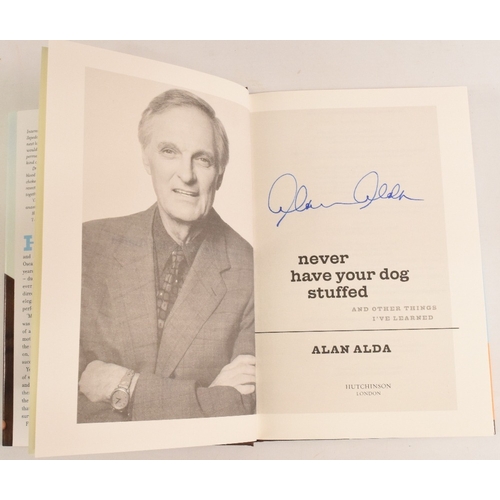 Alan Alda
never
have your dog
stuffed
AND OTHER THINGS
I'VE LEARNED
ALAN ALDA
HUTCHINSON
LONDON